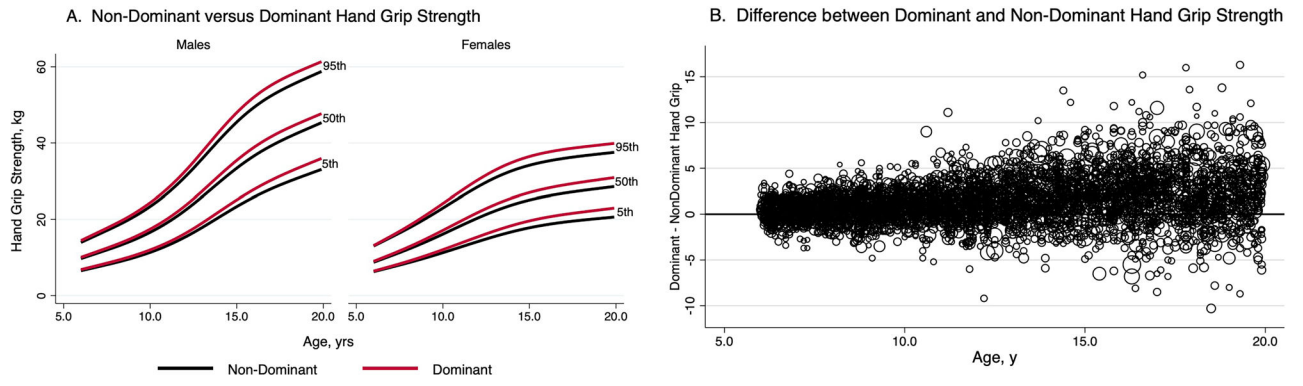 A. Non-Dominant versus Dominant Hand Grip Strength
Males
Females
Hand Grip Strength, kg
60
40
20
0
95th
50th
5th
95th
50th
5th
5.0
10.0
15.0
20.0
5.0
10.0
15.0
20.0
Age, yrs
Non-Dominant
Dominant
B. Difference between Dominant and Non-Dominant Hand Grip Strength
Dominant - NonDominant Hand Grip
15
10
5
0
-5
-10
5.0
10.0
15.0
20.0
Age, y